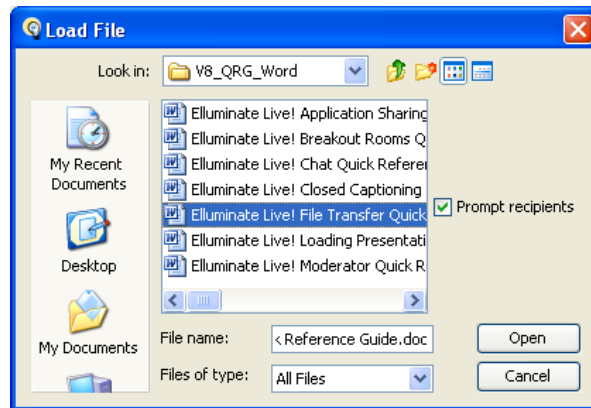 Load File
Look in:
V8_QRG_Word
Elluminate Live! Application Sharing
Elluminate Live! Breakout Rooms Q
Elluminate Live! Chat Quick Refere
Elluminate Live! Closed Captioning
Elluminate Live! File Transfer Quick
Elluminate Live! Loading Presentati
Elluminate Live! Moderator Quick R
My Recent
Documents
Desktop
My Documents
Prompt recipients
File name:
Reference Guide.doc
Open
Files of type:
All Files
Cancel